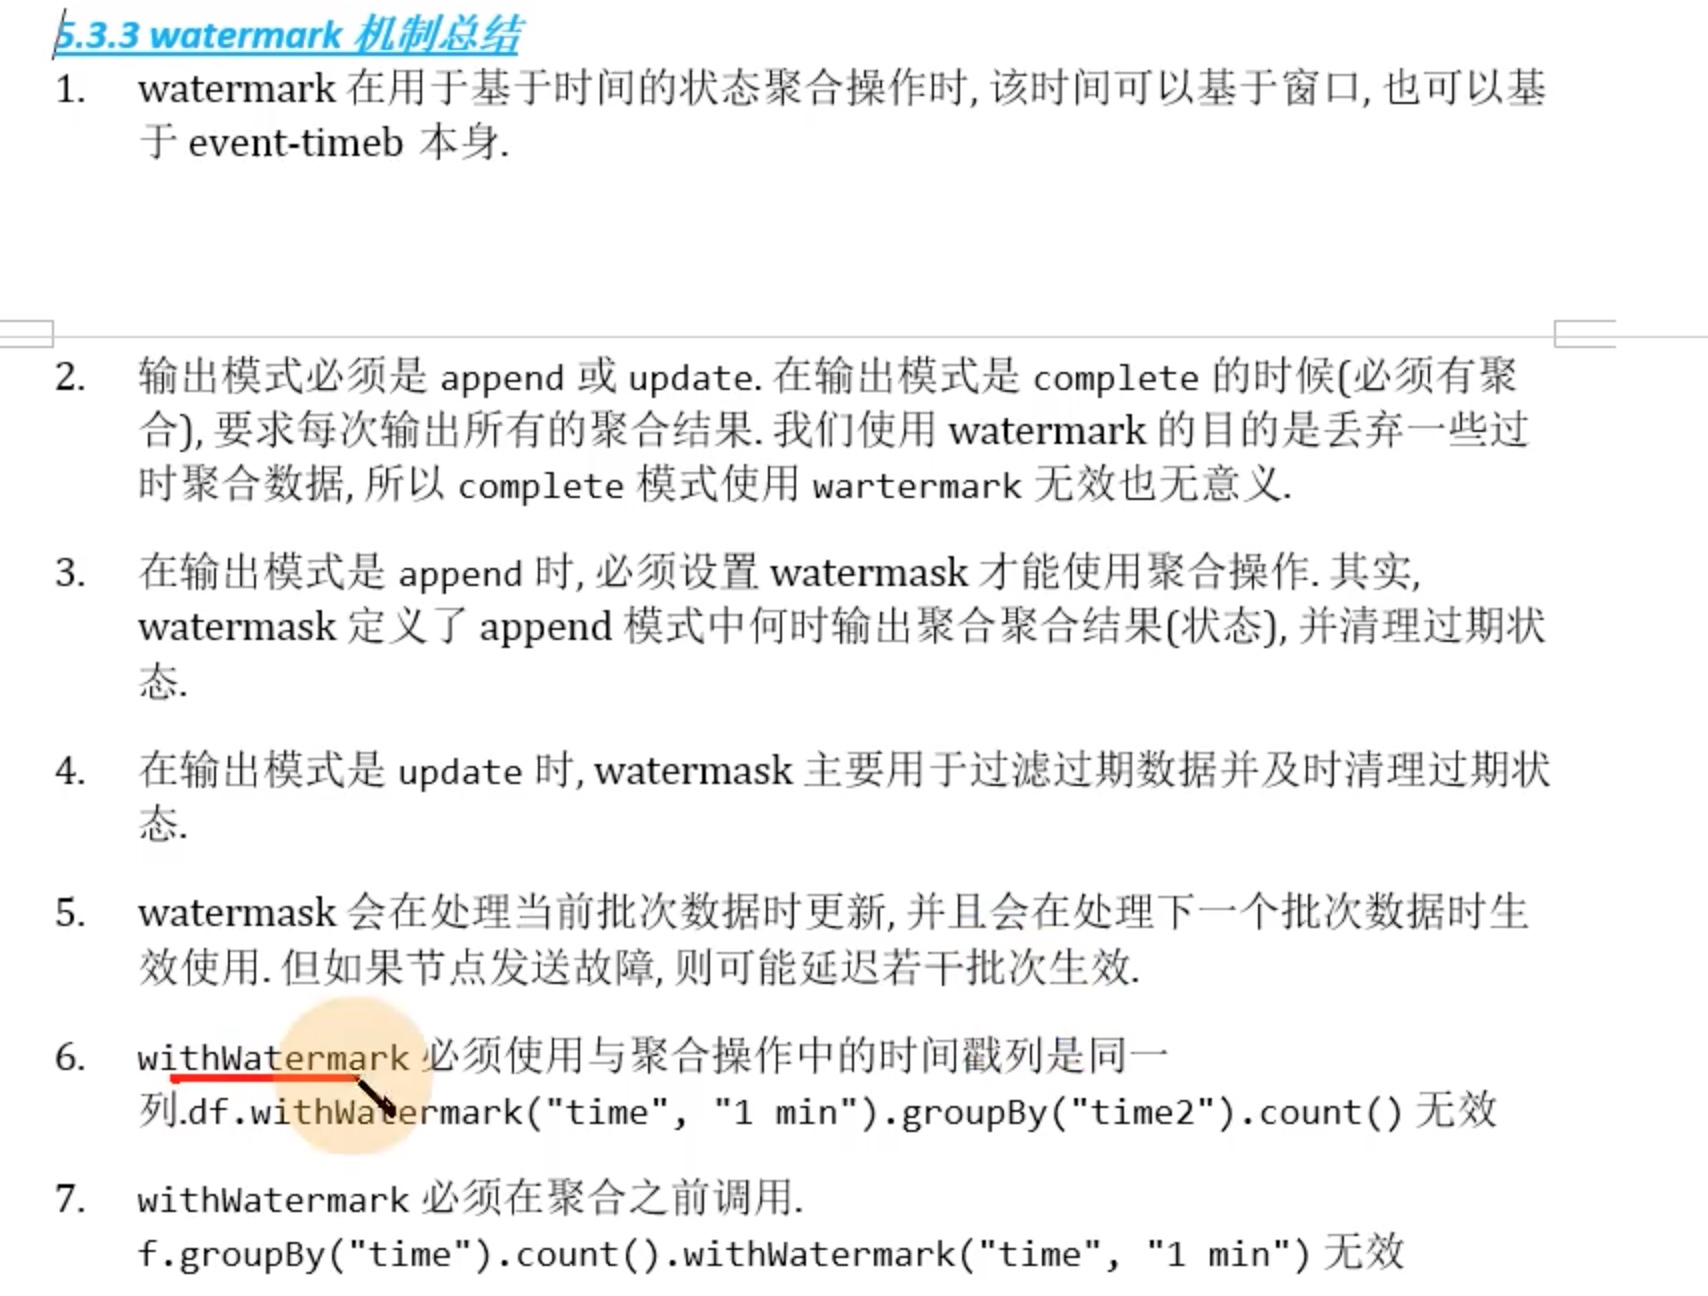 5.3.3 watermark 机制总结
1. watermark 在用于基于时间的状态聚合操作时, 该时间可以基于窗口, 也可以基
于 event-timeb 本身.
2. 输出模式必须是 append 或 update. 在输出模式是 complete 的时候(必须有聚
合), 要求每次输出所有的聚合结果. 我们使用 watermark 的目的是丢弃一些过
时聚合数据, 所以 complete 模式使用 wartermark 无效也无意义.
3. 在输出模式是 append 时, 必须设置 watermask 才能使用聚合操作. 其实,
watermask 定义了 append 模式中何时输出聚合聚合结果(状态), 并清理过期状
态.
4. 在输出模式是 update 时, watermask 主要用于过滤过期数据并及时清理过期状
态.
5. watermask 会在处理当前批次数据时更新, 并且会在处理下一个批次数据时生
效使用. 但如果节点发送故障, 则可能延迟若干批次生效.
6. withWatermark 必须使用与聚合操作中的时间戳列是同一
列.df.withWatermark("time", "1 min").groupBy("time2").count() 无效
7. withWatermark 必须在聚合之前调用.
f.groupBy("time").count().withWatermark("time", "1 min") 无效